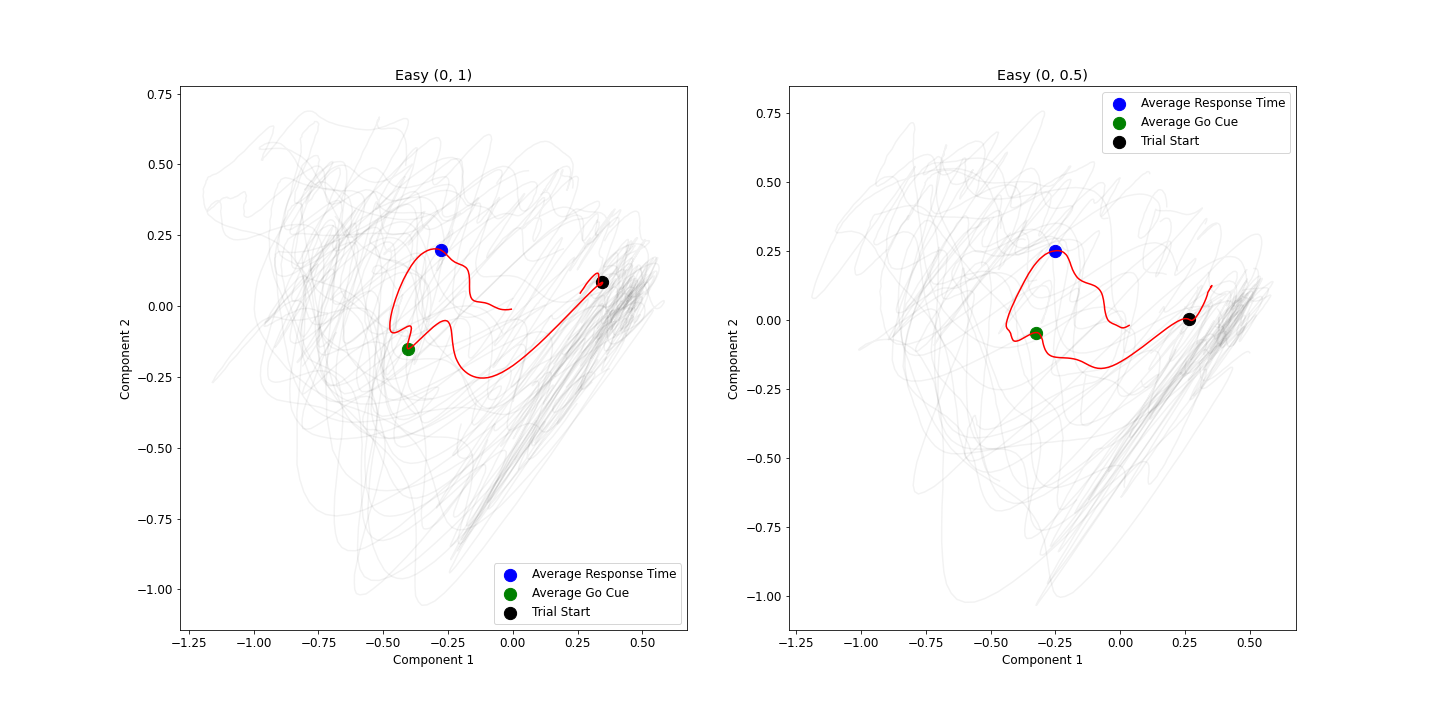 Easy (0, 1)
0.75
0.50
0.25
0.00
−0.25
−0.50
−0.75
−1.00
Component 2
Average Response Time
Average Go Cue
Trial Start
−1.25 −1.00 −0.75 −0.50 −0.25 0.00 0.25 0.50
Component 1
Easy (0, 0.5)
Average Response Time
Average Go Cue
Trial Start
0.75
0.50
0.25
0.00
−0.25
−0.50
−0.75
−1.00
Component 2
−1.25 −1.00 −0.75 −0.50 −0.25 0.00 0.25 0.50
Component 1